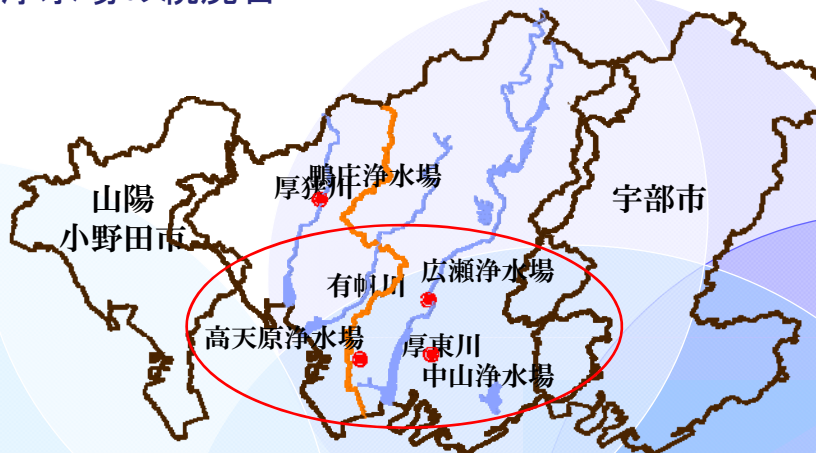 鴨庄浄水場
厚狭川
山陽
小野田市
宇部市
広瀬浄水場
有帆川
高天原浄水場
厚東川
中山浄水場